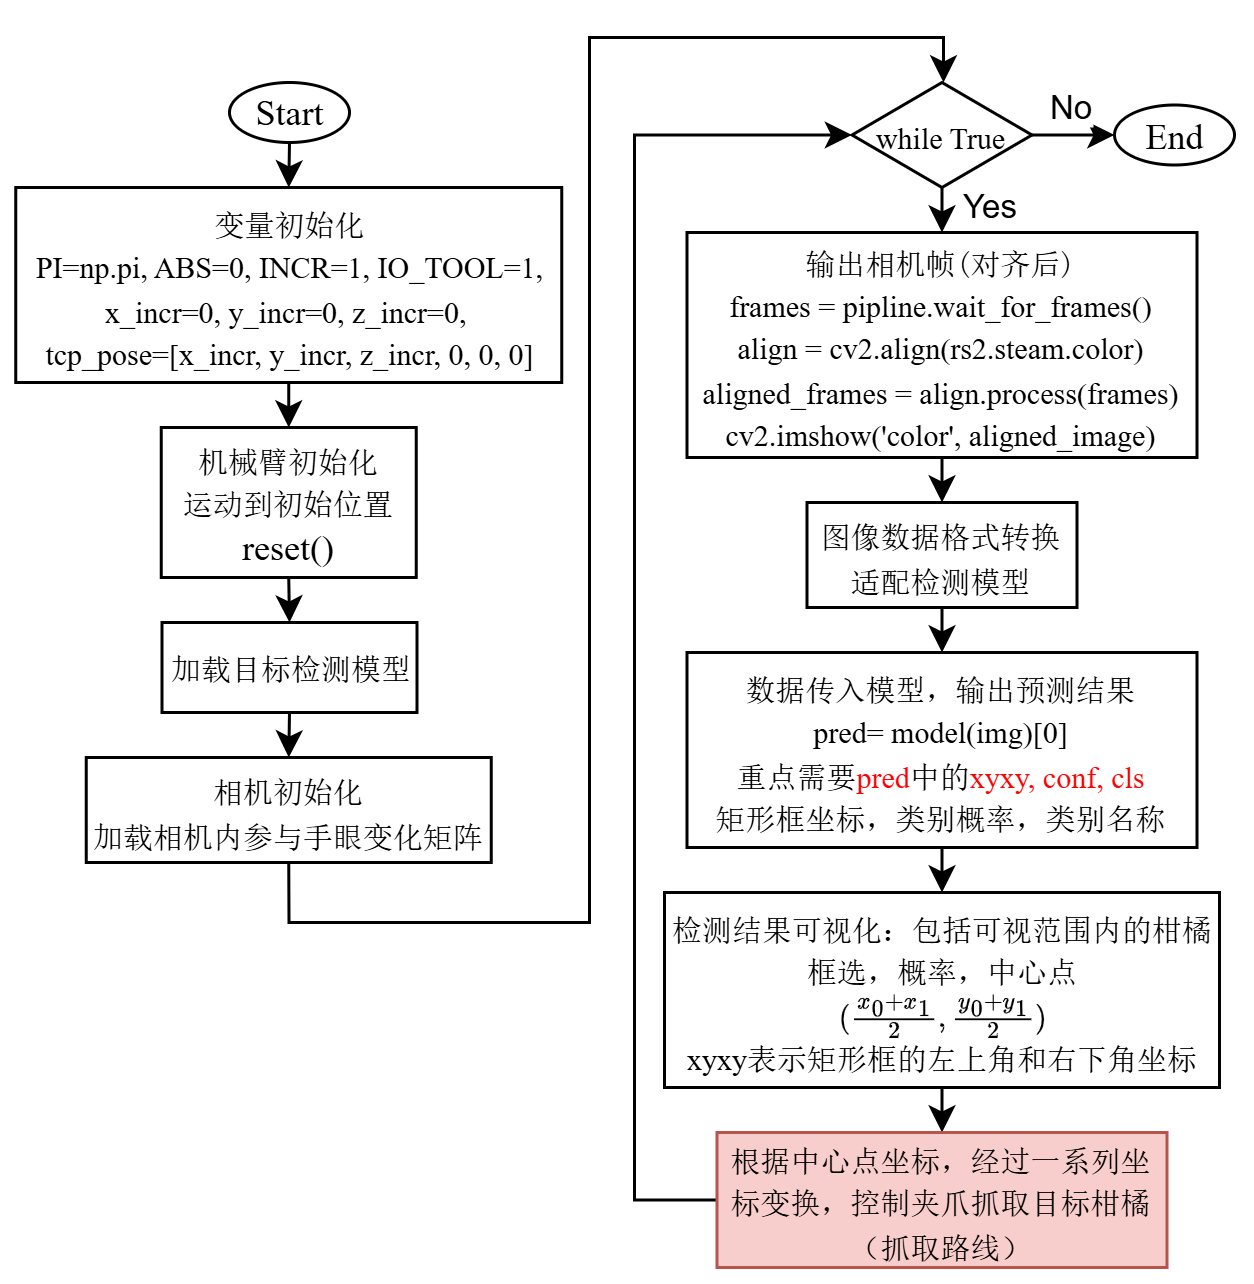 Start
变量初始化
PI=np.pi, ABS=0, INCR=1, IO_TOOL=1,
x_incr=0, y_incr=0, z_incr=0,
tcp_pose=[x_incr, y_incr, z_incr, 0, 0, 0]
机械臂初始化
运动到初始位置
reset()
加载目标检测模型
相机初始化
加载相机内参与手眼变化矩阵
while True
No
End
Yes
输出相机帧(对齐后)
frames = pipline.wait_for_frames()
align = cv2.align(rs2.steam.color)
aligned_frames = align.process(frames)
cv2.imshow('color', aligned_image)
图像数据格式转换
适配检测模型
数据传入模型，输出预测结果
pred= model(img)[0]
重点需要pred中的xyxy, conf, cls
矩形框坐标，类别概率，类别名称
检测结果可视化：包括可视范围内的柑橘
框选，概率，中心点
(\frac{x_0+x_1}{2}, \frac{y_0+y_1}{2})
xyxy表示矩形框的左上角和右下角坐标
根据中心点坐标，经过一系列坐
标变换，控制夹爪抓取目标柑橘
（抓取路线）